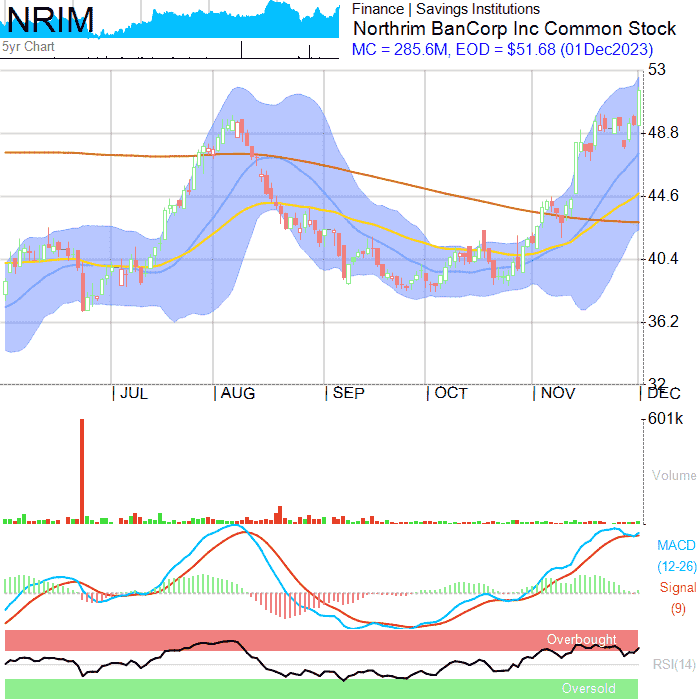 NRIM
5yr Chart
Finance | Savings Institutions
Northrim BanCorp Inc Common Stock
MC = 285.6M, EOD = $51.68 (01Dec2023)
53
48.8
44.6
40.4
36.2
32
JUL AUG SEP OCT NOV DEC
601k
Volume
MACD
(12-26)
Signal
(9)
Overbought
RSI(14)
Oversold